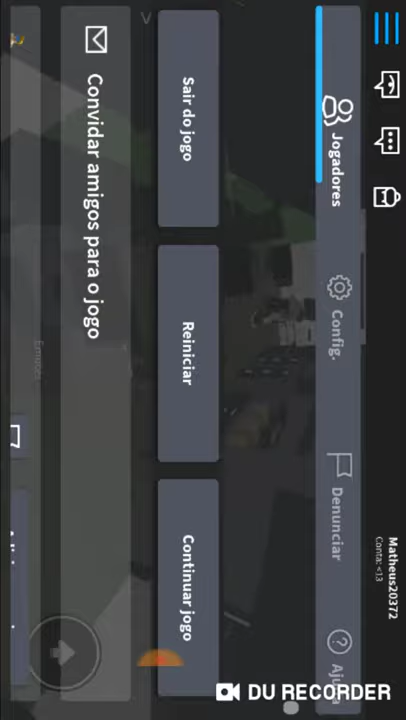 Matheus20372
Conta: <13
Jogadores
Config.
Denunciar
Ajuda
Sair do jogo
Reiniciar
Continuar jogo
Convidar amigos para o jogo
DU RECORDER